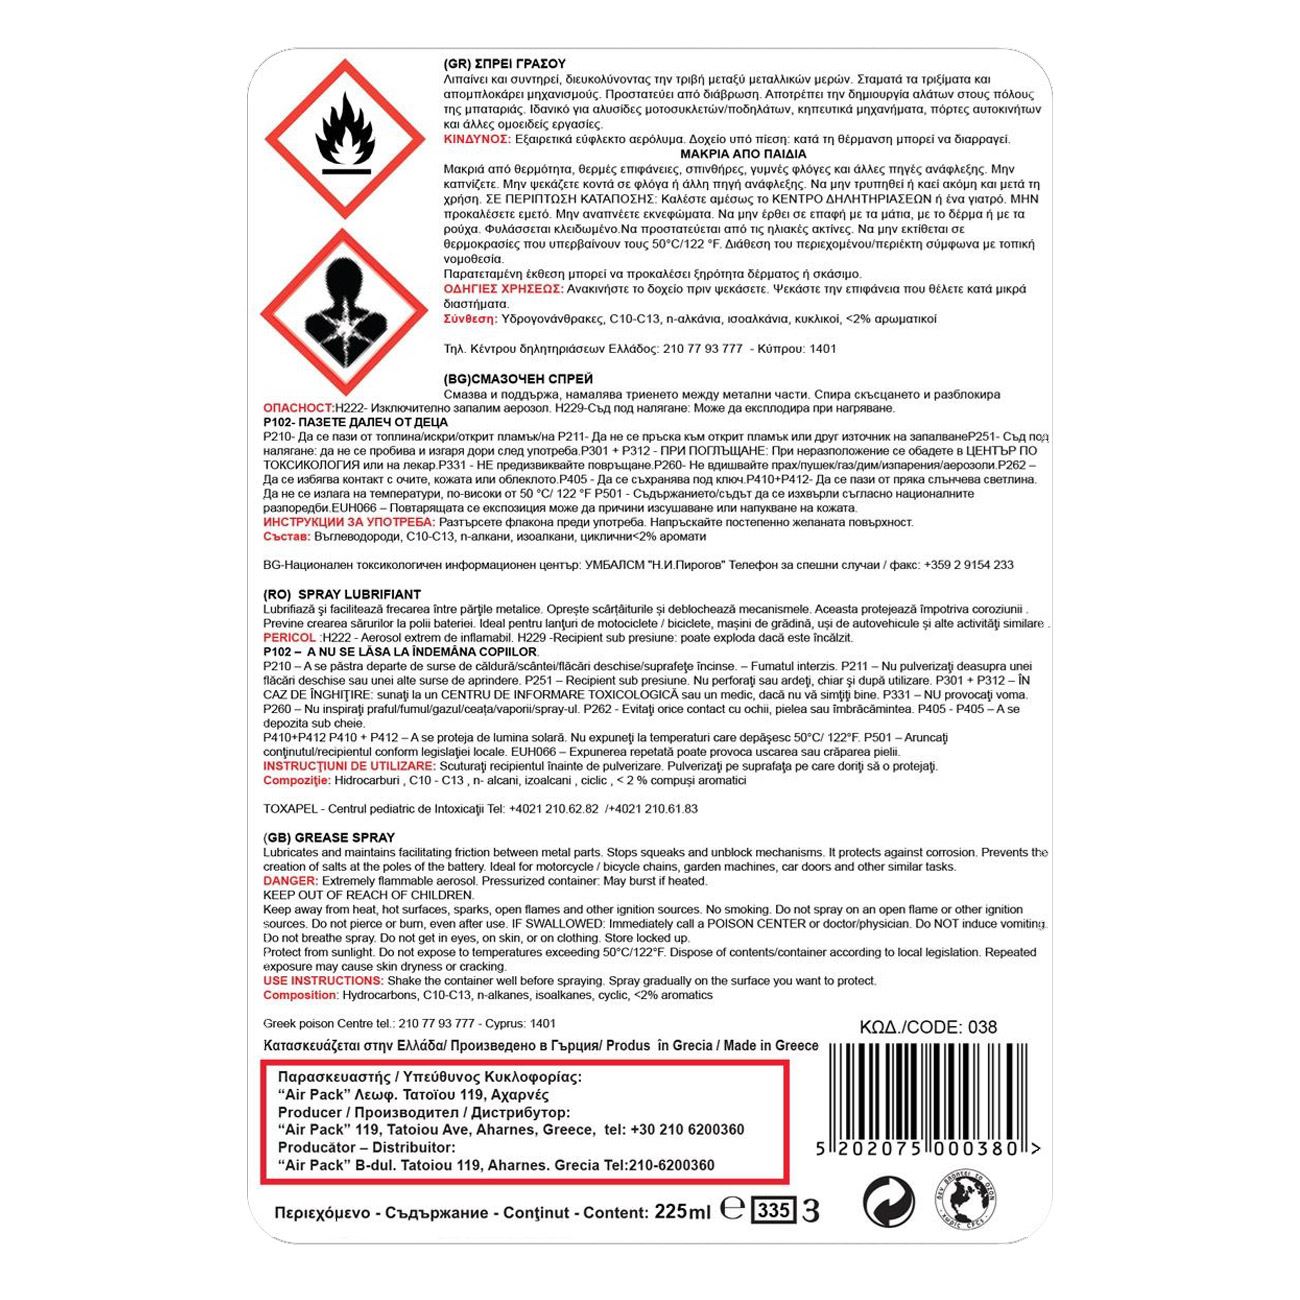 (GR) ΣΠΡΕΙ ΓΡΑΣΟΥ
Λιπαίνει και συντηρεί, διευκολύνοντας την τριβή μεταξύ μεταλλικών μερών. Σταματά τα τριξίματα και
απομπλοκάρει μηχανισμούς. Προστατεύει από διάβρωση. Αποτρέπει την δημιουργία αλάτων στους πόλους
της μπαταριάς. Ιδανικό για αλυσίδες μοτοσυκλετών/ποδηλάτων, κηπευτικά μηχανήματα, πόρτες αυτοκινήτων
και άλλες ομοειδείς εργασίες.
ΚΙΝΔΥΝΟΣ: Εξαιρετικά εύφλεκτο αερόλυμα. Δοχείο υπό πίεση: κατά τη θέρμανση μπορεί να διαρραγεί.
ΜΑΚΡΙΑ ΑΠΟ ΠΑΙΔΙΑ
Μακριά από θερμότητα, θερμές επιφάνειες, σπινθήρες, γυμνές φλόγες και άλλες πηγές ανάφλεξης. Μην
καπνίζετε. Μην ψεκάζετε κοντά σε φλόγα ή άλλη πηγή ανάφλεξης. Να μην τρυπηθεί ή καεί ακόμη και μετά τη
χρήση. ΣΕ ΠΕΡΙΠΤΩΣΗ ΚΑΤΑΠΟΣΗΣ: Καλέστε αμέσως το ΚΕΝΤΡΟ ΔΗΛΗΤΗΡΙΑΣΕΩΝ ή ένα γιατρό. ΜΗΝ
προκαλέσετε εμετό. Μην αναπνέετε εκνεφώματα. Να μην έρθει σε επαφή με τα μάτια, με το δέρμα ή με τα
ρούχα. Φυλάσσεται κλειδωμένο.Να προστατεύεται από τις ηλιακές ακτίνες. Να μην εκτίθεται σε
θερμοκρασίες που υπερβαίνουν τους 50°C/122 °F. Διάθεση του περιεχομένου/περιέκτη σύμφωνα με τοπική
νομοθεσία.
Παρατεταμένη έκθεση μπορεί να προκαλέσει ξηρότητα δέρματος ή σκάσιμο.
ΟΔΗΓΙΕΣ ΧΡΗΣΕΩΣ: Ανακινήστε το δοχείο πριν ψεκάσετε. Ψεκάστε την επιφάνεια που θέλετε κατά μικρά
διαστήματα.
Σύνθεση: Υδρογονάνθρακες, C10-C13, n-αλκάνια, ισοαλκάνια, κυκλικοί, <2% αρωματικοί
Τηλ. Κέντρου δηλητηριάσεων Ελλάδος: 210 77 93 777 - Κύπρου: 1401
(BG)СМАЗОЧЕН СПРЕЙ
Смазва и поддържа, намалява триенето между метални части. Спира скъсцането и разблокира
ОПАСНОСТ:H222- Изключително запалим аерозол. H229-Съд под налягане: Може да експлодира при нагряване.
P102- ПАЗЕТЕ ДАЛЕЧ ОТ ДЕЦА
P210- Да се пази от топлина/искри/открит пламък/на P211- Да не се пръска към открит пламък или друг източник на запалванеP251- Съд под
налягане: да не се пробива и изгаря дори след употреба.P301 + P312 - ПРИ ПОГЛЪЩАНЕ: При неразположение се обадете в ЦЕНТЪР ПО
ТОКСИКОЛОГИЯ или на лекар.P331 - НЕ предизвиквайте повръщане.P260- Не вдишвайте прах/пушек/газ/дим/изпарения/аерозоли.P262 –
Да се избягва контакт с очите, кожата или облеклото.P405 - Да се съхранява под ключ.P410+P412- Да се пази от пряка слънчева светлина.
Да не се излага на температури, по-високи от 50 °C/ 122 °F P501 - Съдържанието/съдът да се изхвърли съгласно националните
разпоредби.EUH066 – Повтарящата се експозиция може да причини изсушаване или напукване на кожата.
ИНСТРУКЦИИ ЗА УПОТРЕБА: Разтърсете флакона преди употреба. Напръскайте постепенно желаната повърхност.
Състав: Въглеводороди, C10-C13, n-алкани, изоалкани, циклични<2% аромати
BG-Национален токсикологичен информационен център: УМБАЛСМ "Н.И.Пирогов" Телефон за спешни случаи / факс: +359 2 9154 233
(RO)  SPRAY LUBRIFIANT
Lubrifiază şi facilitează frecarea între părţile metalice. Oprește scârțâiturile și deblochează mecanismele. Aceasta protejează împotriva coroziunii .
Previne crearea sărurilor la polii bateriei. Ideal pentru lanţuri de motociclete / biciclete, mașini de grădină, uși de autovehicule și alte activităţi similare .
PERICOL :H222 - Aerosol extrem de inflamabil. H229 -Recipient sub presiune: poate exploda dacă este încălzit.
P102 –  A NU SE LĂSA LA ÎNDEMÂNA COPIILOR.
P210 – A se păstra departe de surse de căldură/scântei/flăcări deschise/suprafeţe încinse. – Fumatul interzis. P211 – Nu pulverizaţi deasupra unei
flăcări deschise sau unei alte surse de aprindere. P251 – Recipient sub presiune. Nu perforaţi sau ardeţi, chiar şi după utilizare. P301 + P312 – ÎN
CAZ DE ÎNGHIŢIRE: sunaţi la un CENTRU DE INFORMARE TOXICOLOGICĂ sau un medic, dacă nu vă simţiţi bine. P331 – NU provocaţi voma.
P260 – Nu inspiraţi praful/fumul/gazul/ceața/vaporii/spray-ul. P262 - Evitaţi orice contact cu ochii, pielea sau îmbrăcămintea. P405 - P405 – A se
depozita sub cheie.
P410+P412 P410 + P412 – A se proteja de lumina solară. Nu expuneţi la temperaturi care depăşesc 50°C/ 122°F. P501 – Aruncaţi
conţinutul/recipientul conform legislaţiei locale. EUH066 – Expunerea repetată poate provoca uscarea sau crăparea pielii.
INSTRUCŢIUNI DE UTILIZARE: Scuturaţi recipientul înainte de pulverizare. Pulverizaţi pe suprafaţa pe care doriţi să o protejaţi.
Compoziţie: Hidrocarburi , C10 - C13 , n- alcani, izoalcani , ciclic , < 2 % compuși aromatici
TOXAPEL - Centrul pediatric de Intoxicaţii Tel: +4021 210.62.82  /+4021 210.61.83
(GB) GREASE SPRAY
Lubricates and maintains facilitating friction between metal parts. Stops squeaks and unblock mechanisms. It protects against corrosion. Prevents the
creation of salts at the poles of the battery. Ideal for motorcycle / bicycle chains, garden machines, car doors and other similar tasks.
DANGER: Extremely flammable aerosol. Pressurized container: May burst if heated.
KEEP OUT OF REACH OF CHILDREN.
Keep away from heat, hot surfaces, sparks, open flames and other ignition sources. No smoking. Do not spray on an open flame or other ignition
sources. Do not pierce or burn, even after use. IF SWALLOWED: Immediately call a POISON CENTER or doctor/physician. Do NOT induce vomiting.
Do not breathe spray. Do not get in eyes, on skin, or on clothing. Store locked up.
Protect from sunlight. Do not expose to temperatures exceeding 50°C/122°F. Dispose of contents/container according to local legislation. Repeated
exposure may cause skin dryness or cracking.
USE INSTRUCTIONS: Shake the container well before spraying. Spray gradually on the surface you want to protect.
Composition: Hydrocarbons, C10-C13, n-alkanes, isoalkanes, cyclic, <2% aromatics
Greek poison Centre tel.: 210 77 93 777 - Cyprus: 1401
Κατασκευάζεται στην Ελλάδα/ Произведено в Гърция/ Produs  în Grecia / Made in Greece
Παρασκευαστής / Υπεύθυνος Κυκλοφορίας:
“Air Pack” Λεωφ. Τατοϊου 119, Αχαρνές
Producer / Производител / Дистрибутор:
“Air Pack” 119, Tatoiou Ave, Aharnes, Greece,  tel: +30 210 6200360
Producător – Distribuitor:
“Air Pack” B-dul. Tatoiou 119, Aharnes. Grecia Tel:210-6200360
ΚΩΔ./CODE: 038
5 202075 000380 >
Περιεχόμενο - Съдържание - Conţinut - Content: 225ml ℮ 335 3
δεν βλάπτει το όζον
χωρίς CFCs